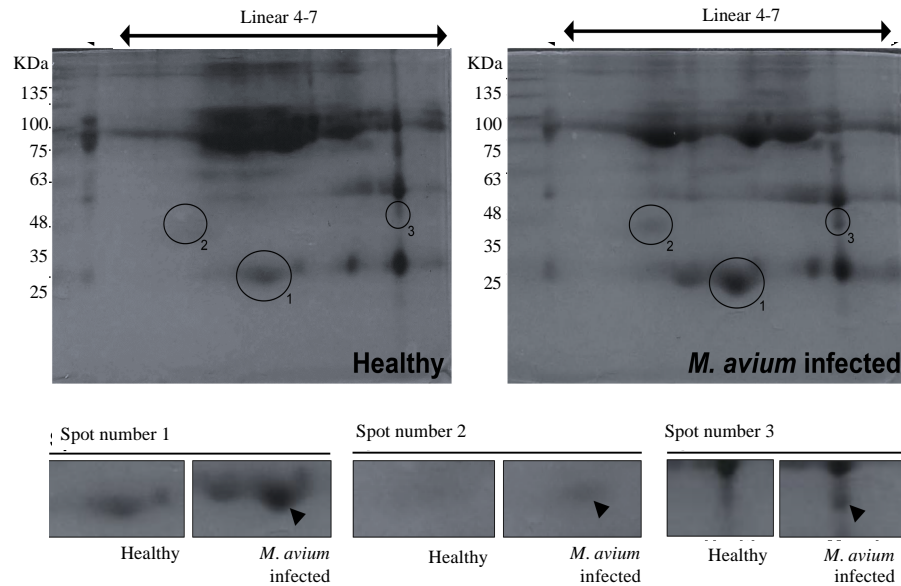 Linear 4-7
Linear 4-7
KDa
135
100
75
63
48
35
25
2
3
1
Healthy
KDa
135
100
75
63
48
35
25
2
3
1
M. avium infected
Spot number 1
Spot number 2
Spot number 3
Healthy
M. avium
infected
Healthy
M. avium
infected
Healthy
M. avium
infected